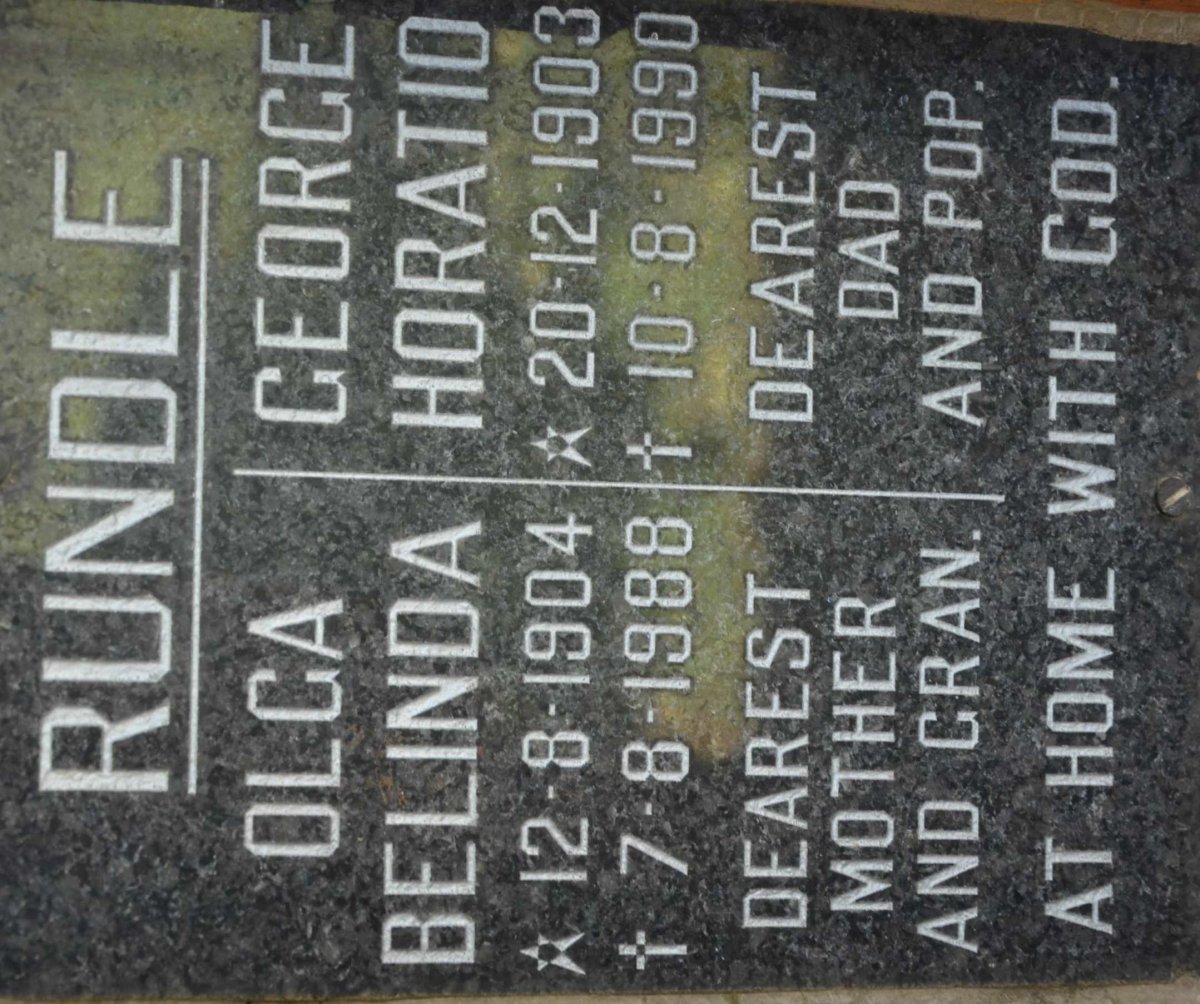 RUNDLE
OLGA
BELINDA
★ 12-8-1904
✝ 7-8-1988
DEAREST
MOTHER
AND GRAN.
GEORGE
HORATIO
★ 20-12-1903
✝ 10-8-1990
DEAREST
DAD
AND POP.
AT HOME WITH GOD.